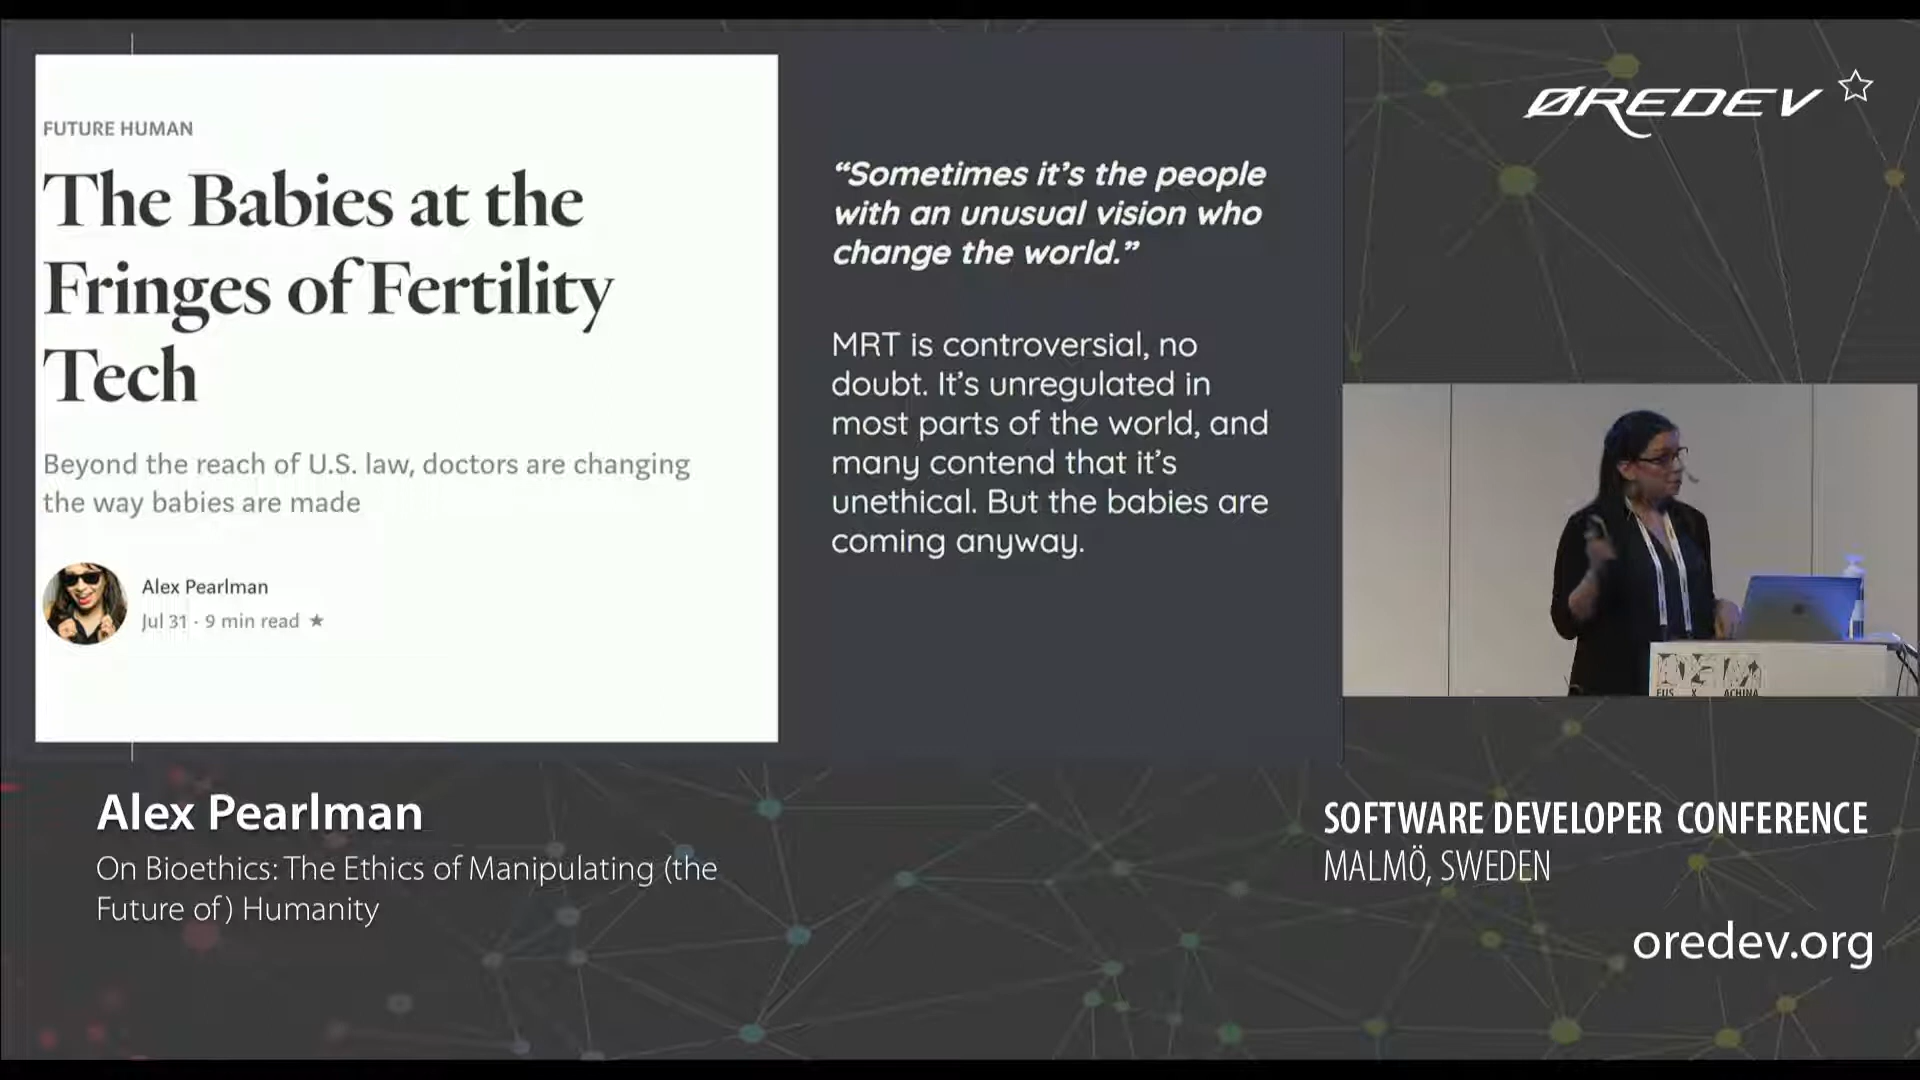 FUTURE HUMAN
The Babies at the
Fringes of Fertility
Tech
Beyond the reach of U.S. law, doctors are changing
the way babies are made
Alex Pearlman
Jul 31 · 9 min read ★
“Sometimes it’s the people
with an unusual vision who
change the world.”
MRT is controversial, no
doubt. It’s unregulated in
most parts of the world, and
many contend that it’s
unethical. But the babies are
coming anyway.
ØREDEV
EUS X ACHINA
Alex Pearlman
On Bioethics: The Ethics of Manipulating (the
Future of) Humanity
SOFTWARE DEVELOPER CONFERENCE
MALMÖ, SWEDEN
oredev.org